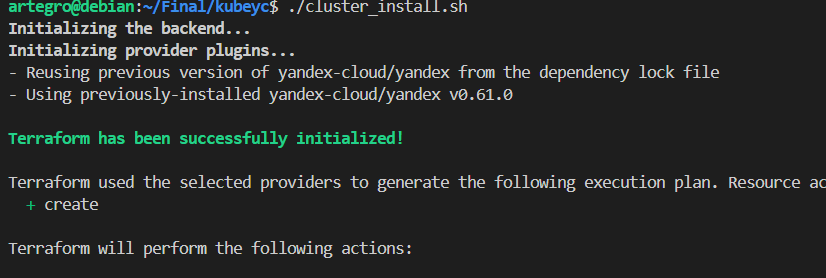 artegro@debian:~/Final/kubeyc$ ./cluster_install.sh
Initializing the backend...
Initializing provider plugins...
- Reusing previous version of yandex-cloud/yandex from the dependency lock file
- Using previously-installed yandex-cloud/yandex v0.61.0
Terraform has been successfully initialized!
Terraform used the selected providers to generate the following execution plan. Resource ac
+ create
Terraform will perform the following actions: